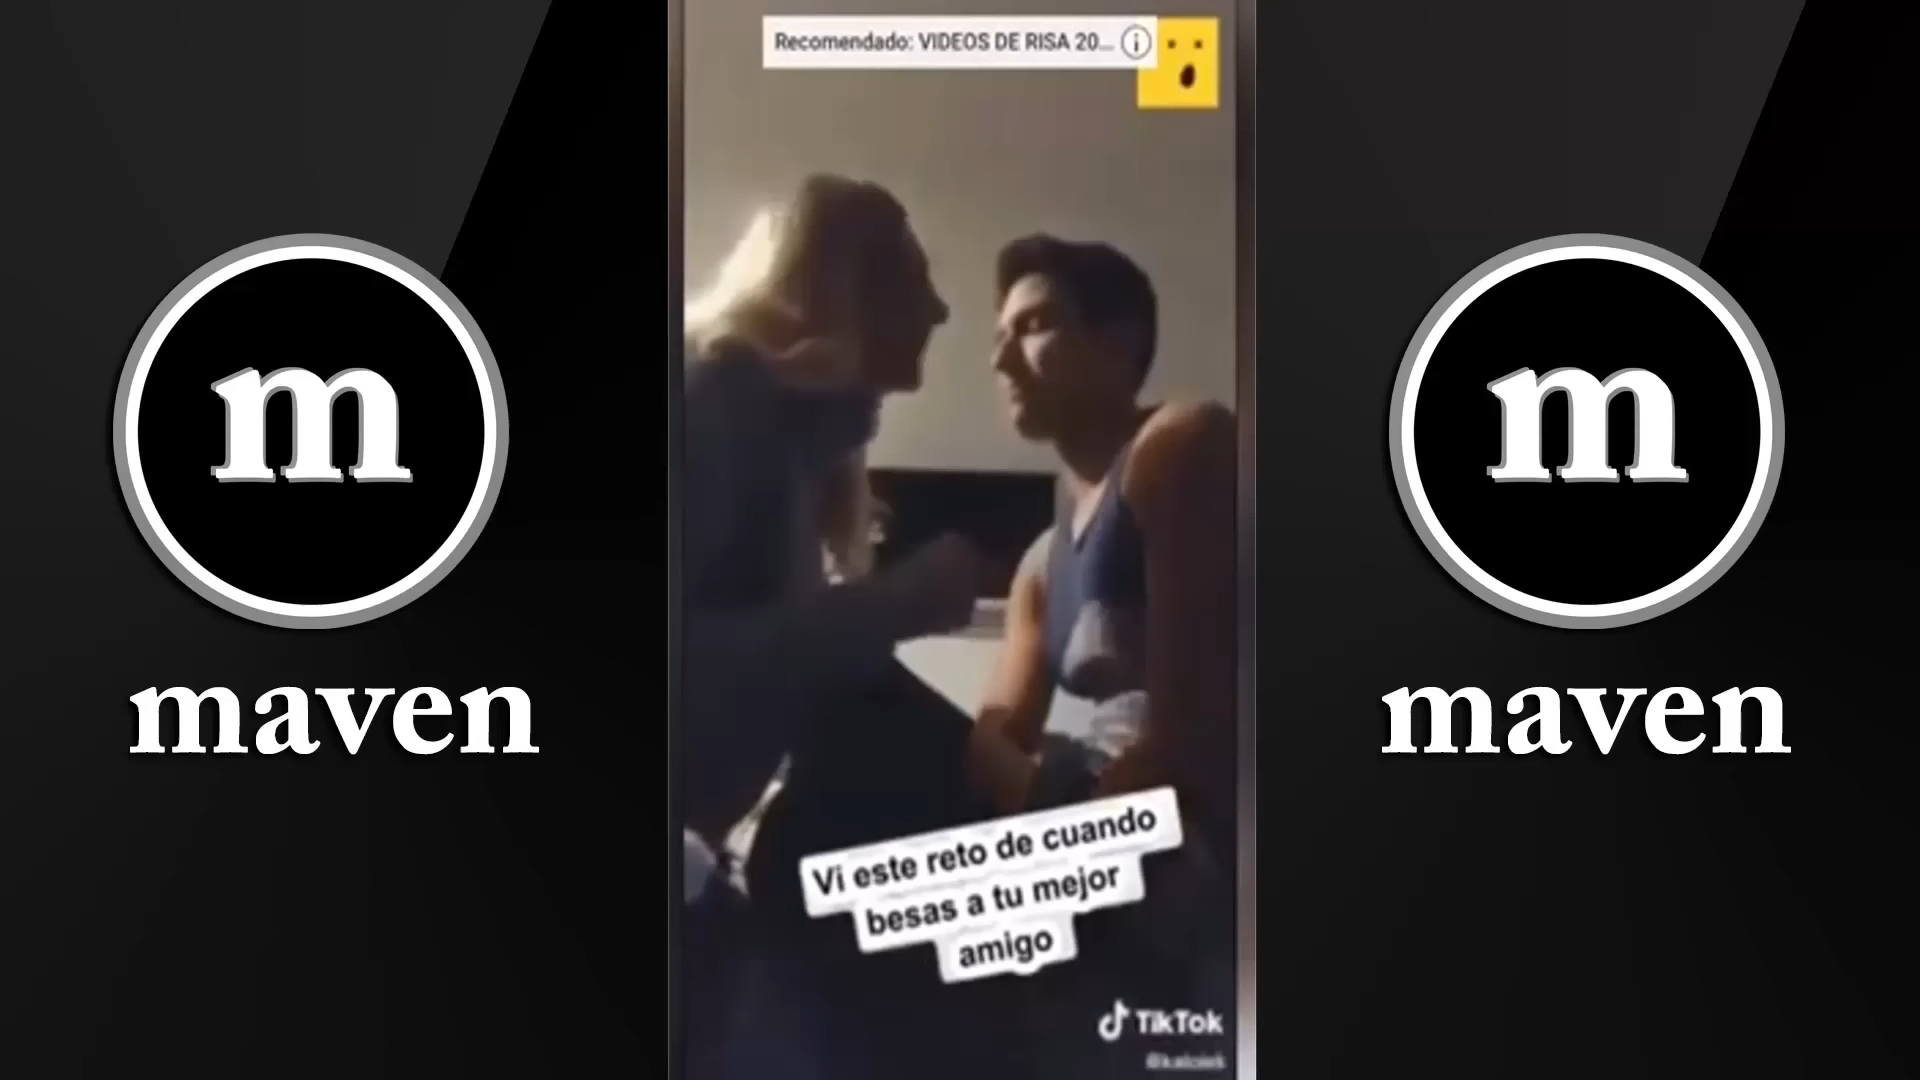 Recomendado: VIDEOS DE RISA 20...
m
maven
m
maven
Vi este reto de cuando
besas a tu mejor
amigo
TikTok